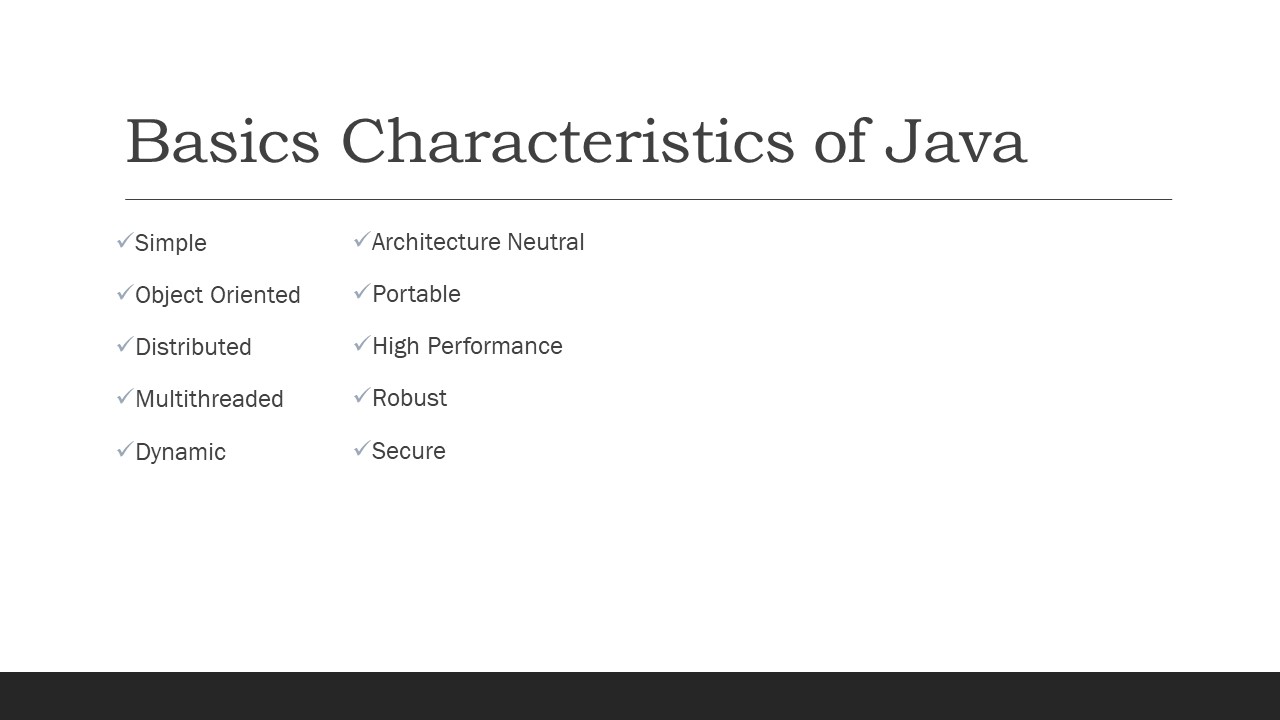 Basics Characteristics of Java
✓Simple
✓Object Oriented
✓Distributed
✓Multithreaded
✓Dynamic
✓Architecture Neutral
✓Portable
✓High Performance
✓Robust
✓Secure